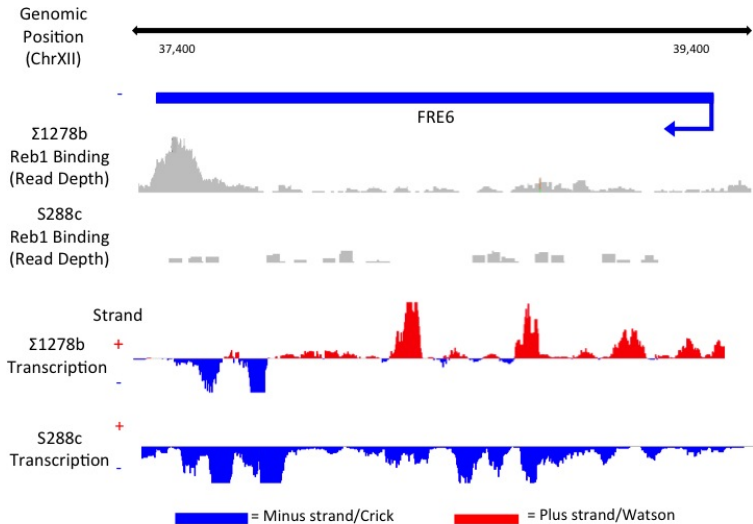 Genomic
Position
(ChrXII)
37,400
39,400
-
FRE6
Σ1278b
Reb1 Binding
(Read Depth)
S288c
Reb1 Binding
(Read Depth)
Strand
+
Σ1278b
Transcription
-
+
S288c
Transcription
-
= Minus strand/Crick
= Plus strand/Watson